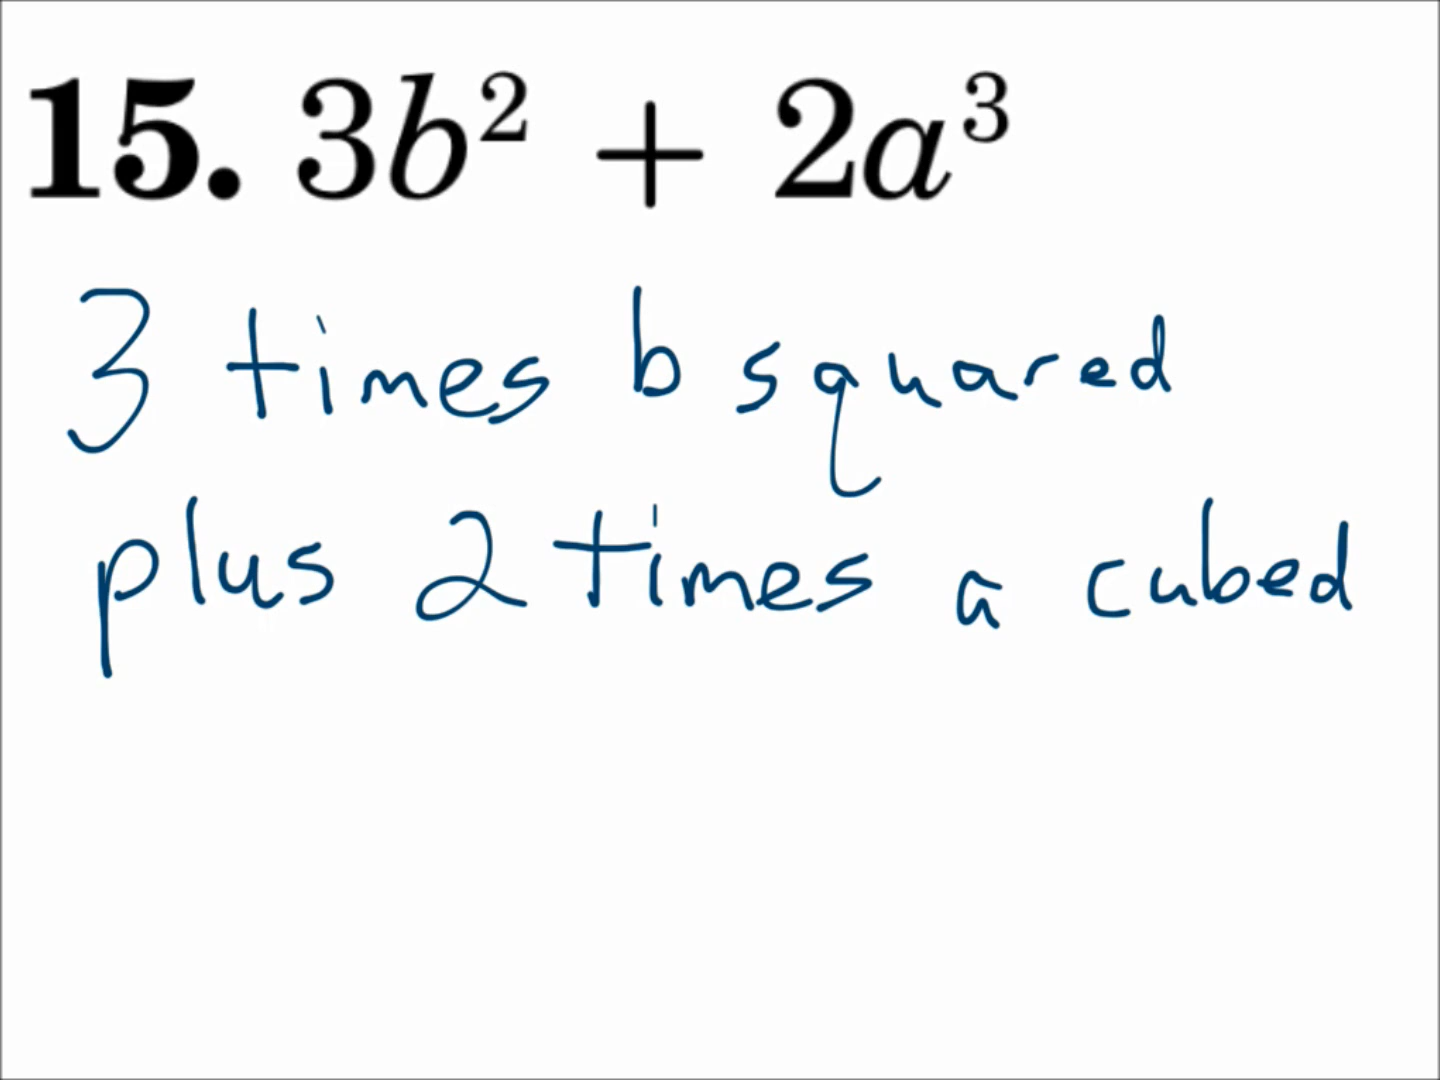 15. 3b² + 2a³
3 times b squared
plus 2 times a cubed